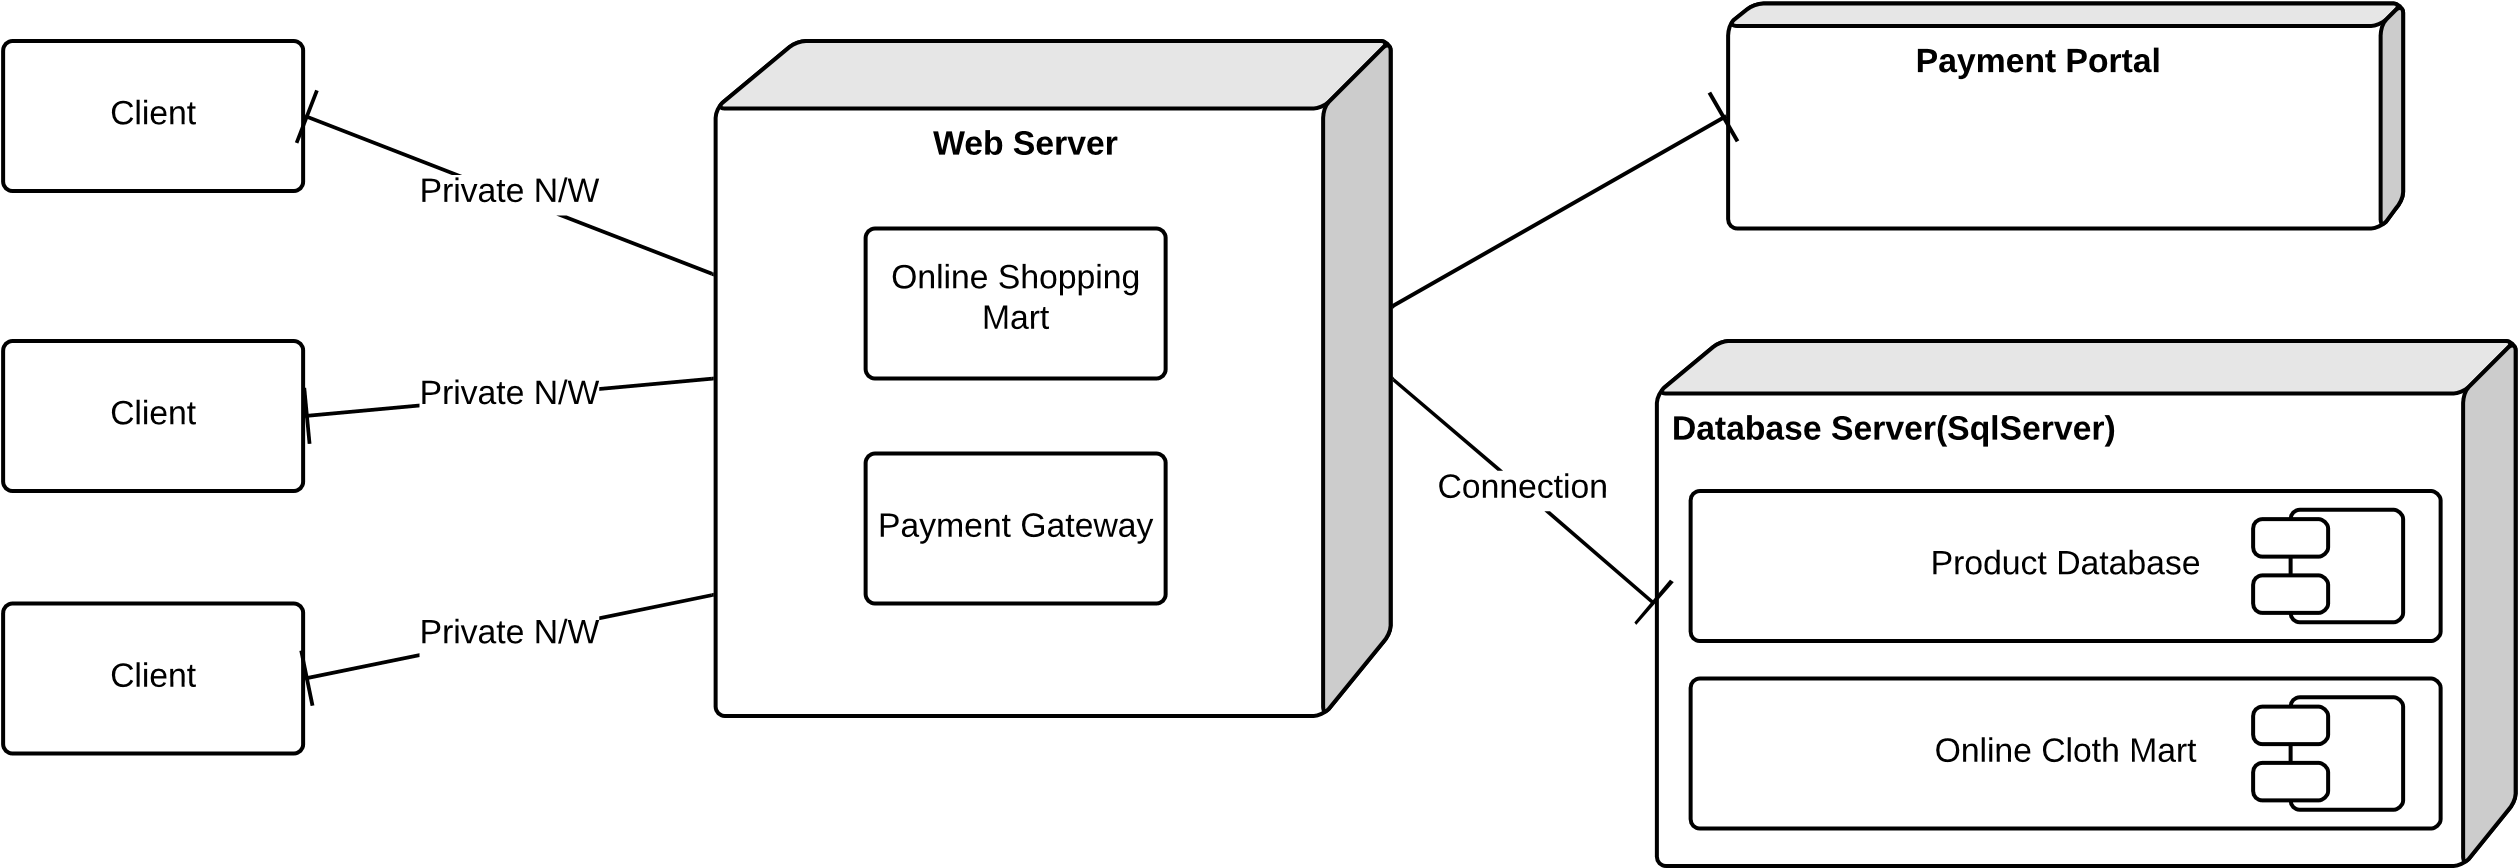 Client
Private N/W
Client
Private N/W
Client
Private N/W
Web Server
Online Shopping
Mart
Payment Gateway
Payment Portal
Connection
Database Server(SqlServer)
Product Database
Online Cloth Mart